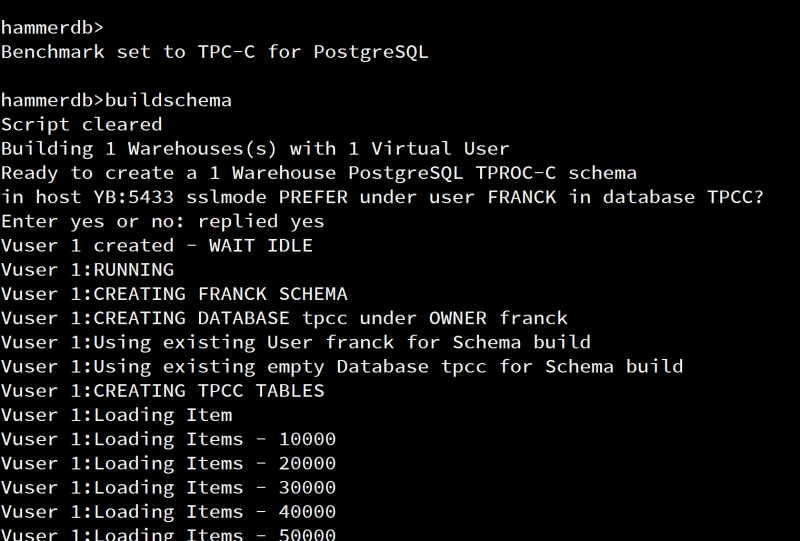 hammerdb>
Benchmark set to TPC-C for PostgreSQL
hammerdb>buildschema
Script cleared
Building 1 Warehouses(s) with 1 Virtual User
Ready to create a 1 Warehouse PostgreSQL TPROC-C schema
in host YB:5433 sslmode PREFER under user FRANCK in database TPCC?
Enter yes or no: replied yes
Vuser 1 created - WAIT IDLE
Vuser 1:RUNNING
Vuser 1:CREATING FRANCK SCHEMA
Vuser 1:CREATING DATABASE tpcc under OWNER franck
Vuser 1:Using existing User franck for Schema build
Vuser 1:Using existing empty Database tpcc for Schema build
Vuser 1:CREATING TPCC TABLES
Vuser 1:Loading Item
Vuser 1:Loading Items - 10000
Vuser 1:Loading Items - 20000
Vuser 1:Loading Items - 30000
Vuser 1:Loading Items - 40000
Vuser 1:Loading Items - 50000